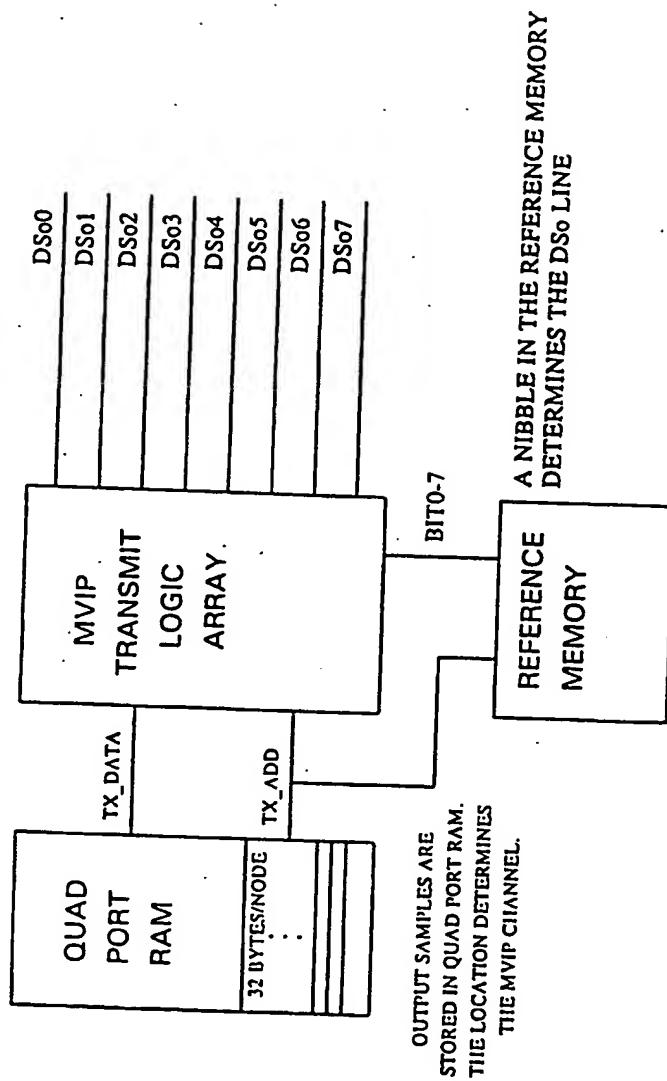 QUAD
PORT
RAM
32 BYTES/NODE
TX_DATA
TX_ADD
MVIP
TRANSMIT
LOGIC
ARRAY.
DSo0
DSo1
DSo2
DSo3
DSo4
DSo5
DSo6
DSo7
BIT0-7
REFERENCE
MEMORY
OUTPUT SAMPLES ARE
STORED IN QUAD PORT RAM.
THE LOCATION DETERMINES
THE MVIP CHANNEL.
A NIBBLE IN THE REFERENCE MEMORY
DETERMINES THE DSo LINE